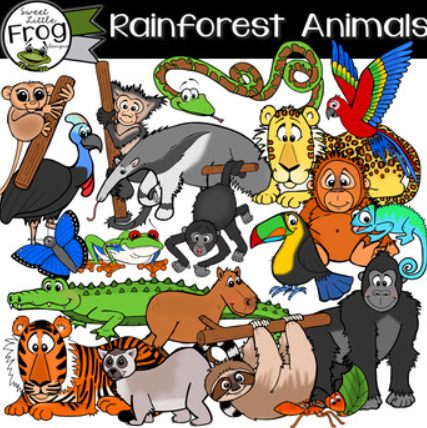 Rainforest Animals
Sweet
Little
Frog
Designs